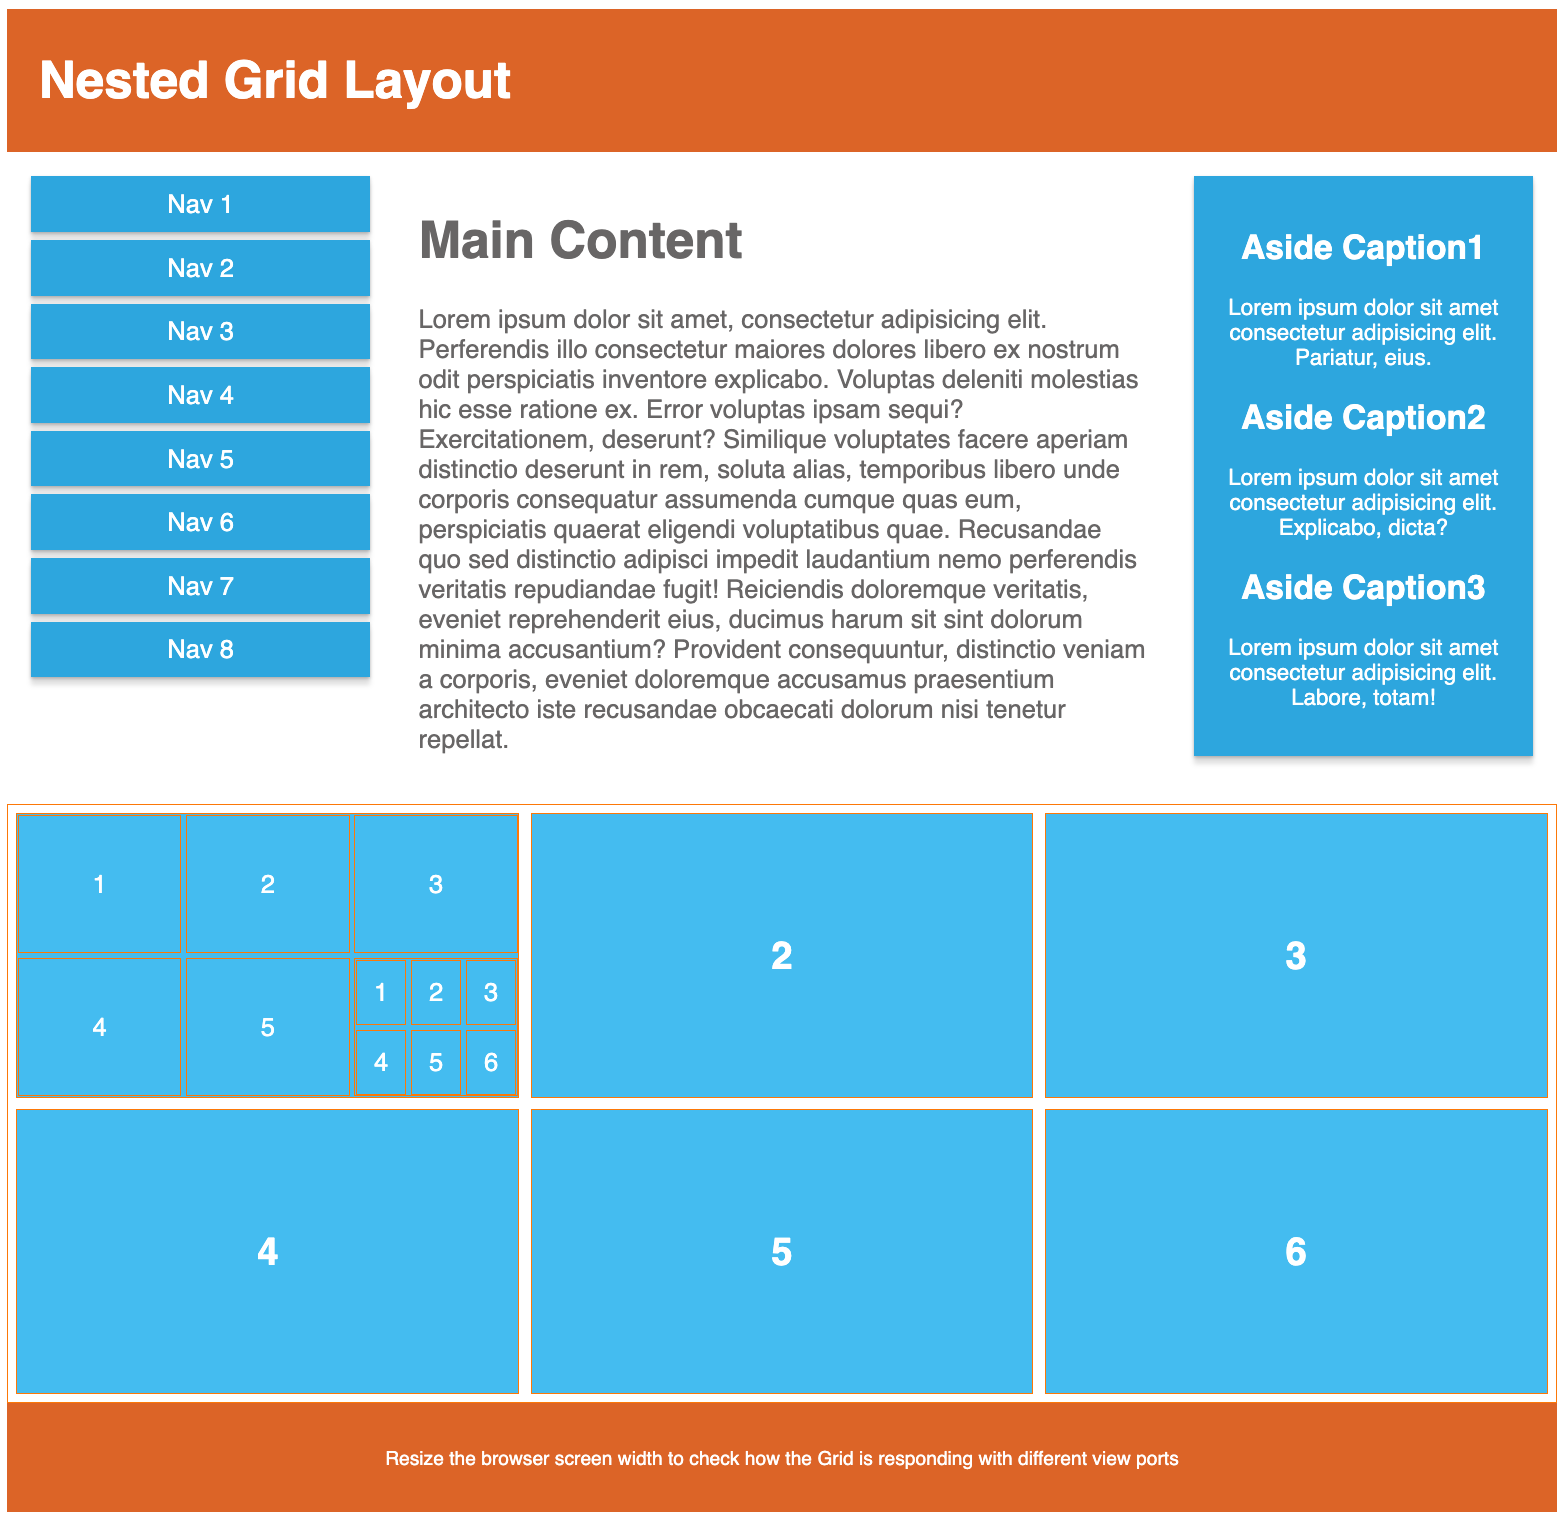 Nested Grid Layout
Nav 1
Nav 2
Nav 3
Nav 4
Nav 5
Nav 6
Nav 7
Nav 8
Main Content
Lorem ipsum dolor sit amet, consectetur adipisicing elit.
Perferendis illo consectetur maiores dolores libero ex nostrum
odit perspiciatis inventore explicabo. Voluptas deleniti molestias
hic esse ratione ex. Error voluptas ipsam sequi?
Exercitationem, deserunt? Similique voluptates facere aperiam
distinctio deserunt in rem, soluta alias, temporibus libero unde
corporis consequatur assumenda cumque quas eum,
perspiciatis quaerat eligendi voluptatibus quae. Recusandae
quo sed distinctio adipisci impedit laudantium nemo perferendis
veritatis repudiandae fugit! Reiciendis doloremque veritatis,
eveniet reprehenderit eius, ducimus harum sit sint dolorum
minima accusantium? Provident consequuntur, distinctio veniam
a corporis, eveniet doloremque accusamus praesentium
architecto iste recusandae obcaecati dolorum nisi tenetur
repellat.
Aside Caption1
Lorem ipsum dolor sit amet
consectetur adipisicing elit.
Pariatur, eius.
Aside Caption2
Lorem ipsum dolor sit amet
consectetur adipisicing elit.
Explicabo, dicta?
Aside Caption3
Lorem ipsum dolor sit amet
consectetur adipisicing elit.
Labore, totam!
1
2
3
4
5
1
2
3
4
5
6
2
3
4
5
6
Resize the browser screen width to check how the Grid is responding with different view ports